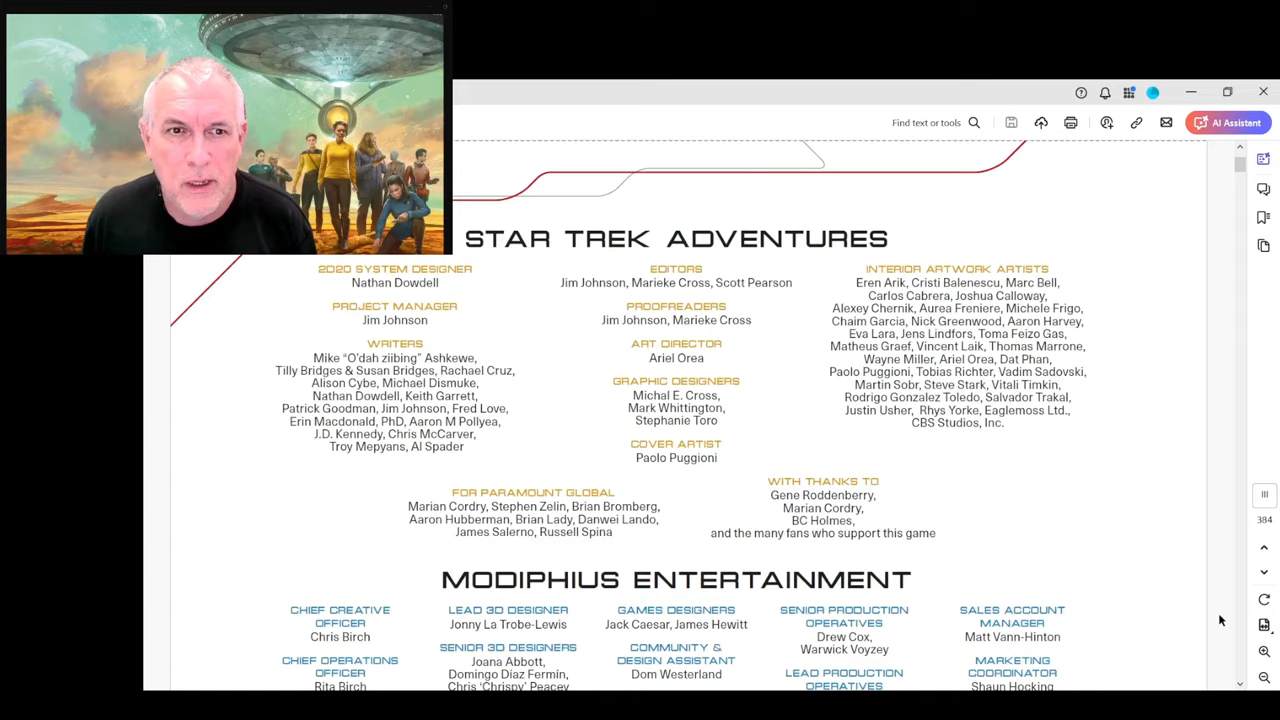 Find text or tools
AI Assistant
STAR TREK ADVENTURES
2D20 SYSTEM DESIGNER
Nathan Dowdell
PROJECT MANAGER
Jim Johnson
WRITERS
Mike “O'dah ziibing” Ashkewe,
Tilly Bridges & Susan Bridges, Rachael Cruz,
Alison Cybe, Michael Dismuke,
Nathan Dowdell, Keith Garrett,
Patrick Goodman, Jim Johnson, Fred Love,
Erin Macdonald, PhD, Aaron M Pollyea,
J.D. Kennedy, Chris McCarver,
Troy Mepyans, Al Spader
EDITORS
Jim Johnson, Marieke Cross, Scott Pearson
PROOFREADERS
Jim Johnson, Marieke Cross
ART DIRECTOR
Ariel Orea
GRAPHIC DESIGNERS
Michal E. Cross,
Mark Whittington,
Stephanie Toro
COVER ARTIST
Paolo Puggioni
INTERIOR ARTWORK ARTISTS
Eren Arik, Cristi Balenescu, Marc Bell,
Carlos Cabrera, Joshua Calloway,
Alexey Chernik, Aurea Freniere, Michele Frigo,
Chaim Garcia, Nick Greenwood, Aaron Harvey,
Eva Lara, Jens Lindfors, Toma Feizo Gas,
Matheus Graef, Vincent Laik, Thomas Marrone,
Wayne Miller, Ariel Orea, Dat Phan,
Paolo Puggioni, Tobias Richter, Vadim Sadovski,
Martin Sobr, Steve Stark, Vitali Timkin,
Rodrigo Gonzalez Toledo, Salvador Trakal,
Justin Usher, Rhys Yorke, Eaglemoss Ltd.,
CBS Studios, Inc.
FOR PARAMOUNT GLOBAL
Marian Cordry, Stephen Zelin, Brian Bromberg,
Aaron Hubberman, Brian Lady, Danwei Lando,
James Salerno, Russell Spina
WITH THANKS TO
Gene Roddenberry,
Marian Cordry,
BC Holmes,
and the many fans who support this game
MODIPHIUS ENTERTAINMENT
CHIEF CREATIVE
OFFICER
Chris Birch
CHIEF OPERATIONS
OFFICER
Rita Birch
LEAD 3D DESIGNER
Jonny La Trobe-Lewis
SENIOR 3D DESIGNERS
Joana Abbott,
Domingo Díaz Fermín,
Chris ‘Chrispy’ Peacey
GAMES DESIGNERS
Jack Caesar, James Hewitt
COMMUNITY &
DESIGN ASSISTANT
Dom Westerland
SENIOR PRODUCTION
OPERATIVES
Drew Cox,
Warwick Voyzey
LEAD PRODUCTION
OPERATIVES
SALES ACCOUNT
MANAGER
Matt Vann-Hinton
MARKETING
COORDINATOR
Shaun Hocking
III
384